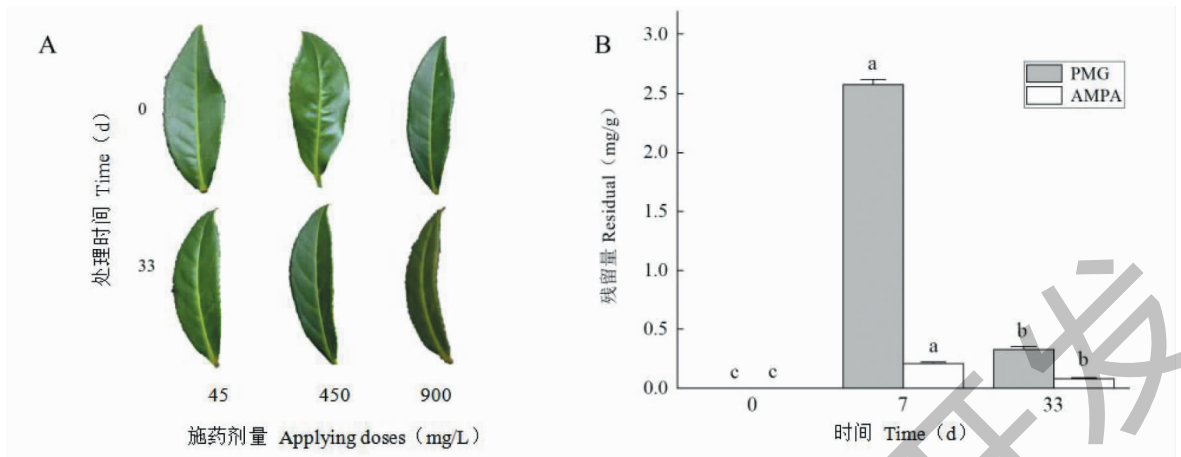 A
处理时间 Time（d）
0
33
45 450 900
施药剂量 Applying doses（mg/L）
B
残留量 Residual（mg/g）
3.0
2.5
2.0
1.5
1.0
0.5
0.0
PMG
AMPA
c c
a
a
b
b
0 7 33
时间 Time（d）
开发